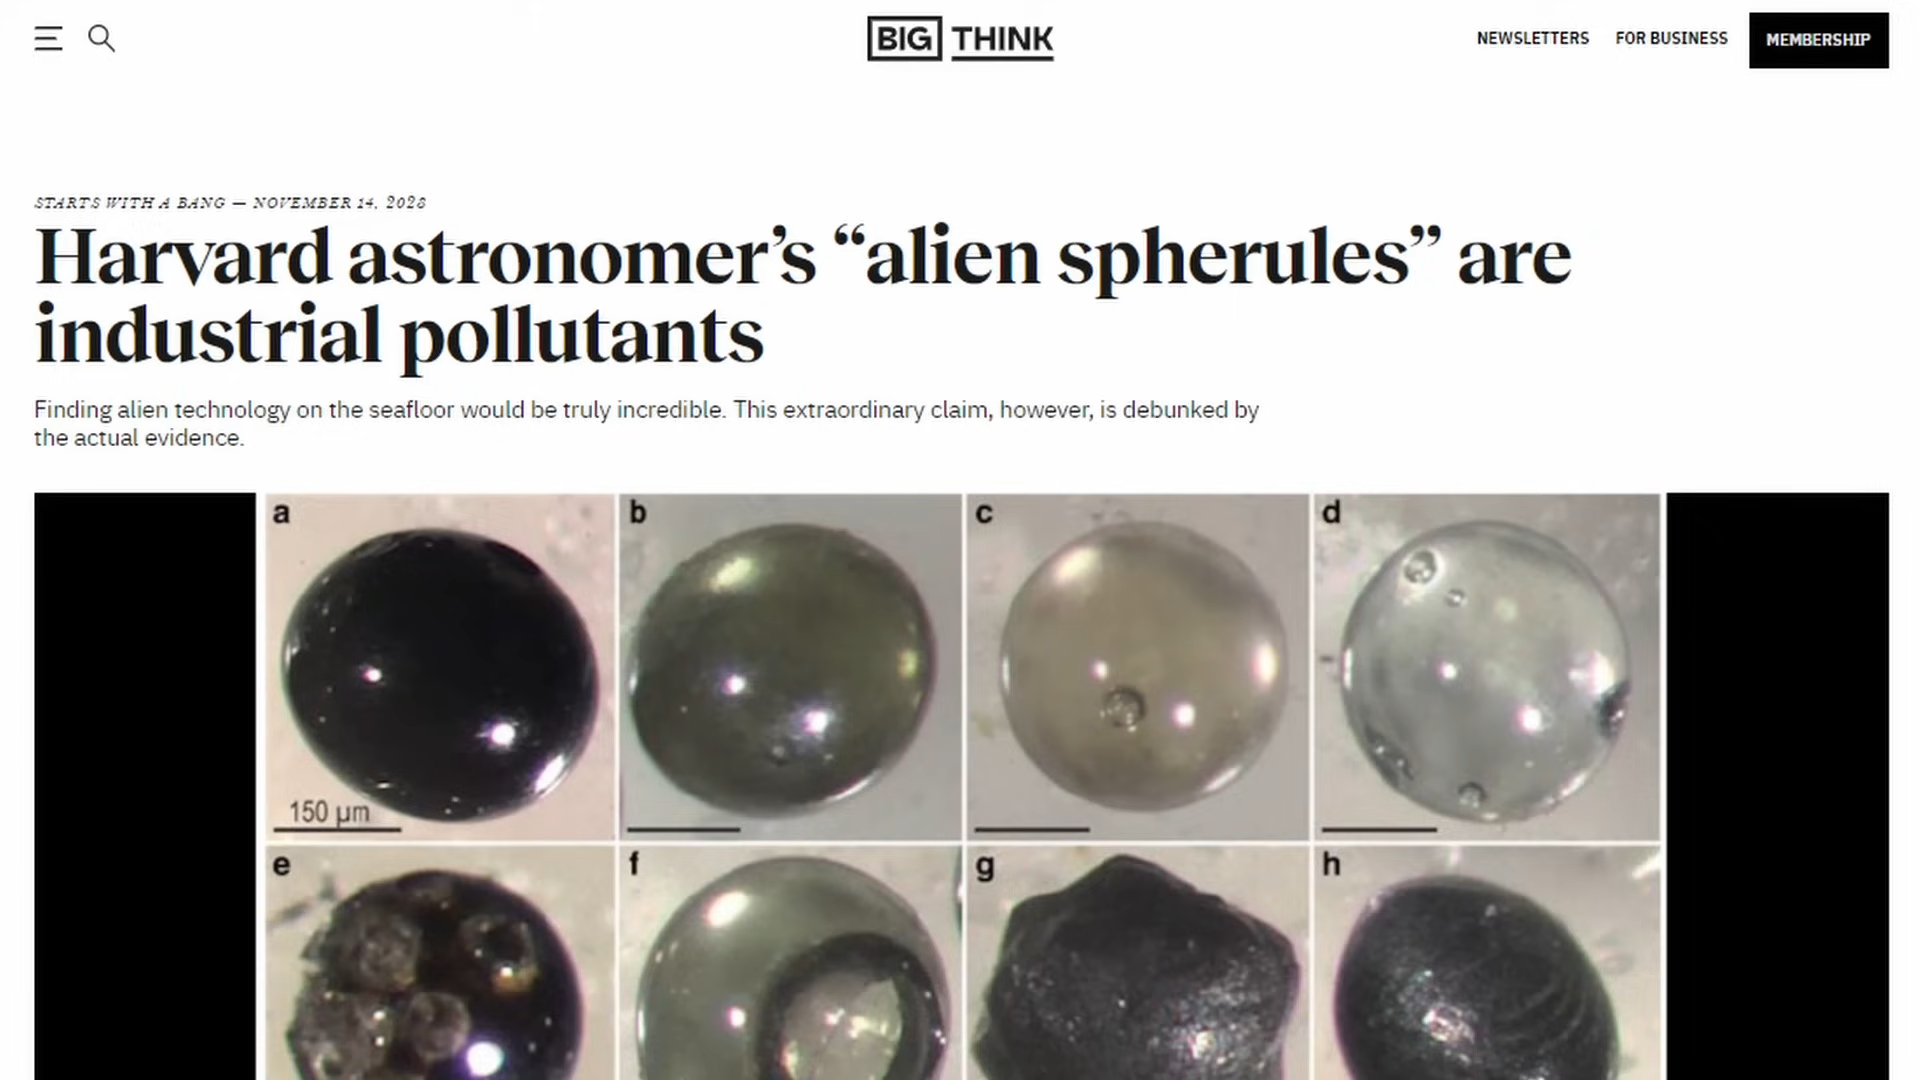 BIG THINK
NEWSLETTERS
FOR BUSINESS
MEMBERSHIP
STARTS WITH A BANG — NOVEMBER 14, 2023
Harvard astronomer’s “alien spherules” are
industrial pollutants
Finding alien technology on the seafloor would be truly incredible. This extraordinary claim, however, is debunked by
the actual evidence.
a
b
c
d
150 µm
e
f
g
h